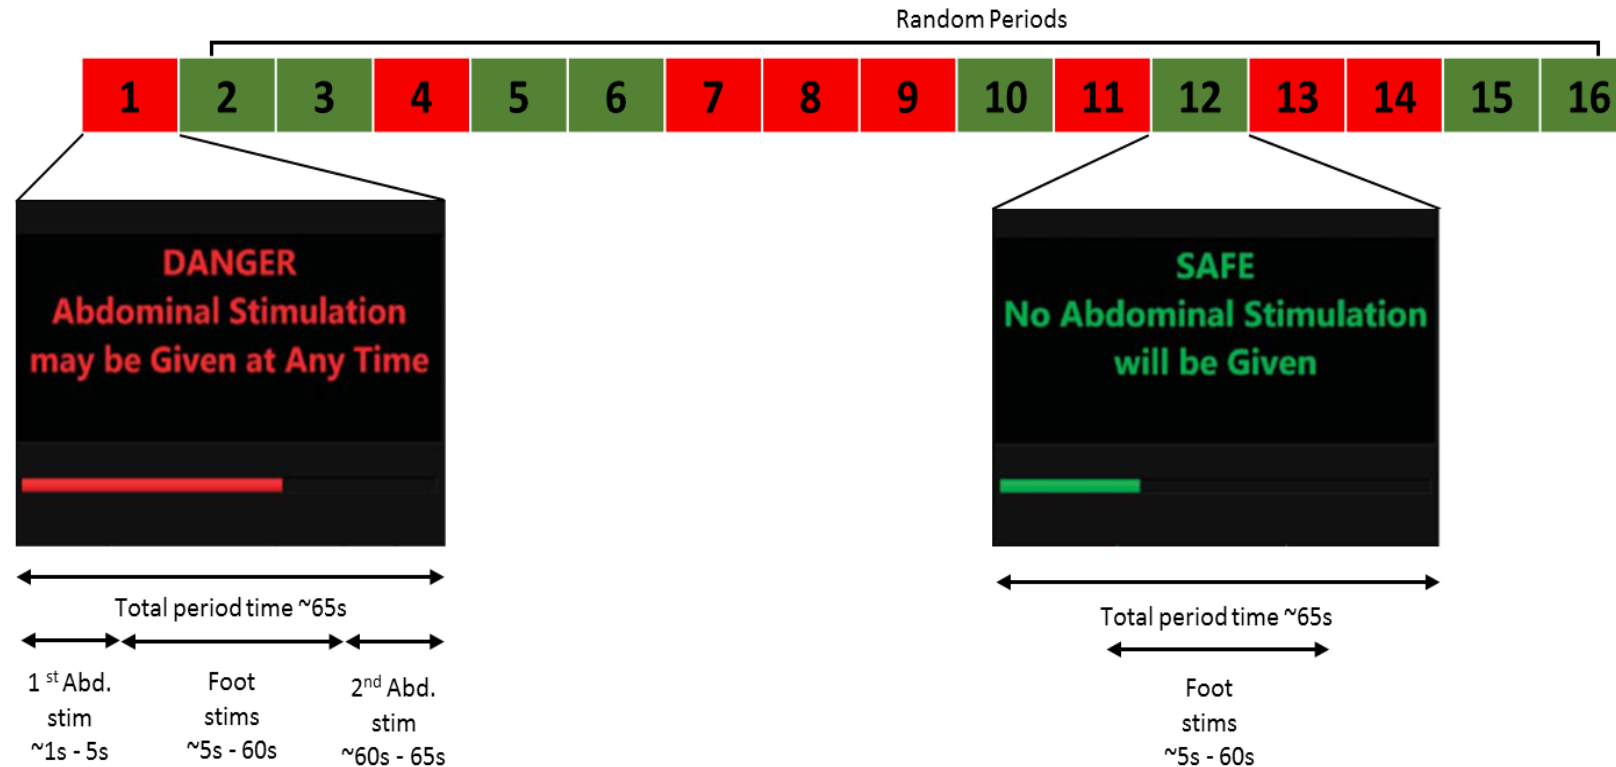 Random Periods
1 2 3 4 5 6 7 8 9 10 11 12 13 14 15 16
DANGER
Abdominal Stimulation
may be Given at Any Time
SAFE
No Abdominal Stimulation
will be Given
Total period time ~65s
1 st Abd.
stim
~1s - 5s
Foot
stims
~5s - 60s
2nd Abd.
stim
~60s - 65s
Total period time ~65s
Foot
stims
~5s - 60s